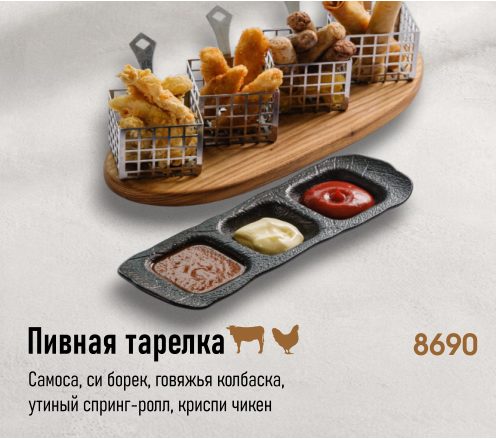 Пивная тарелка 8690
Самоса, си борек, говяжья колбаска,
утиный спринг-ролл, криспи чикен